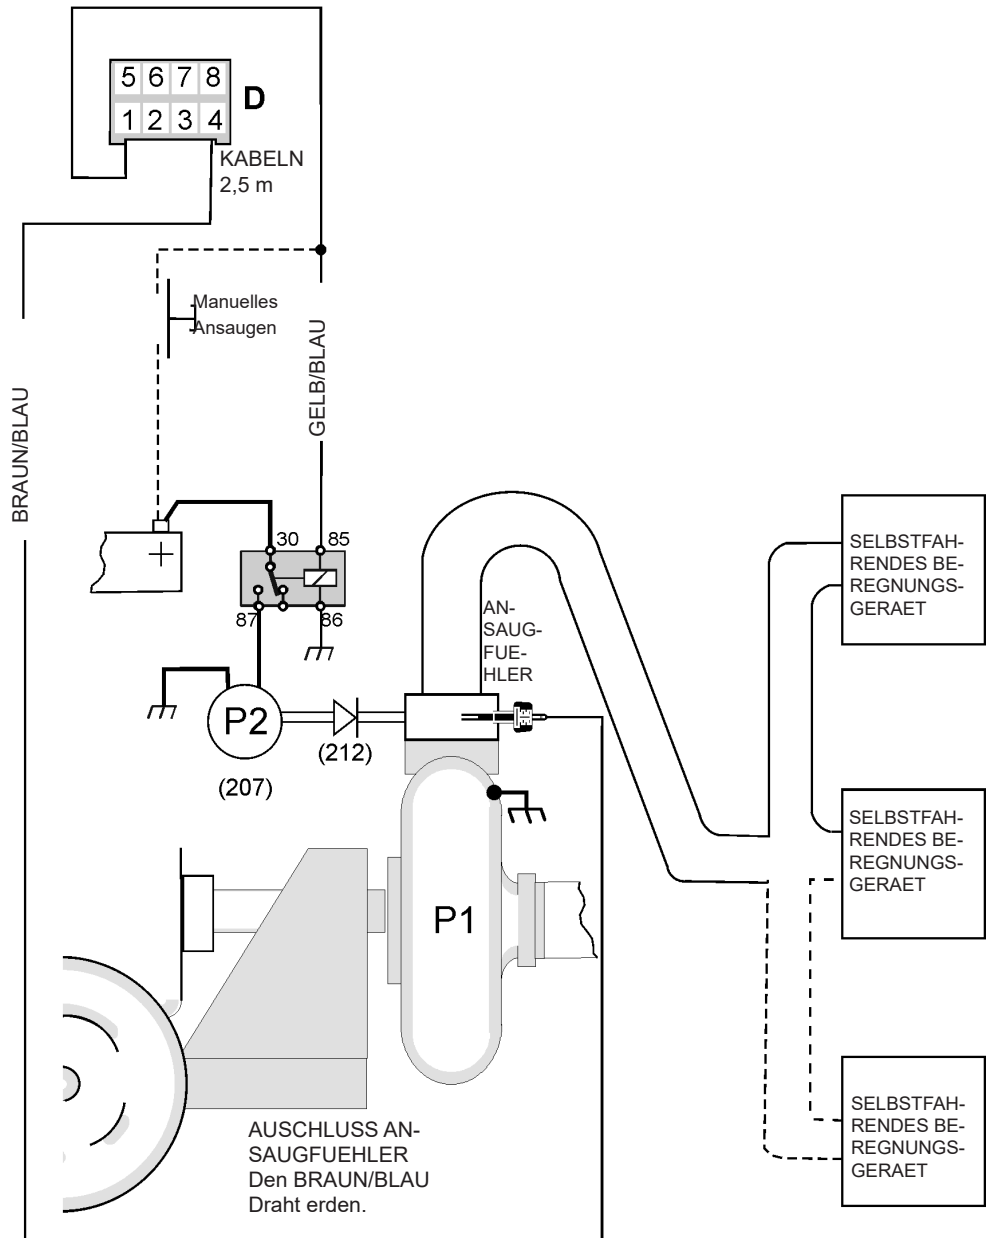 5 6 7 8
1 2 3 4
D
KABELN
2,5 m
Manuelles
Ansaugen
GELB/BLAU
BRAUN/BLAU
30
85
87
86
+
P2
(207)
(212)
AN-
SAUG-
FUE-
HLER
P1
SELBSTFAH-
RENDES BE-
REGNUNGS-
GERAET
SELBSTFAH-
RENDES BE-
REGNUNGS-
GERAET
SELBSTFAH-
RENDES BE-
REGNUNGS-
GERAET
AUSCHLUSS AN-
SAUGFUEHLER
Den BRAUN/BLAU
Draht erden.